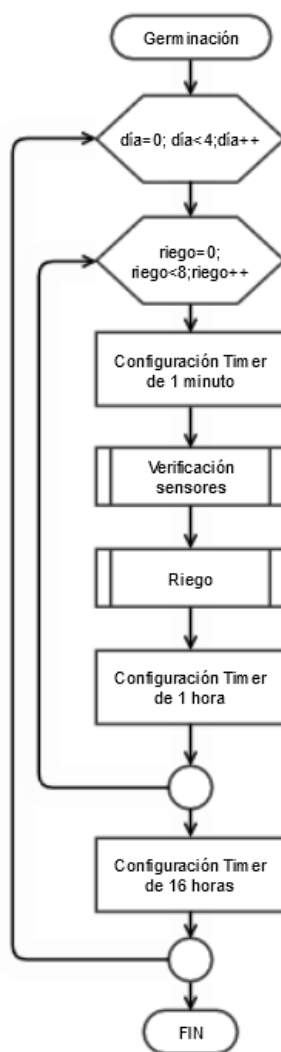 Germinación
día=0; día<4;día++
riego=0;
riego<8;riego++
Configuración Timer
de 1 minuto
Verificación
sensores
Riego
Configuración Timer
de 1 hora
Configuración Timer
de 16 horas
FIN